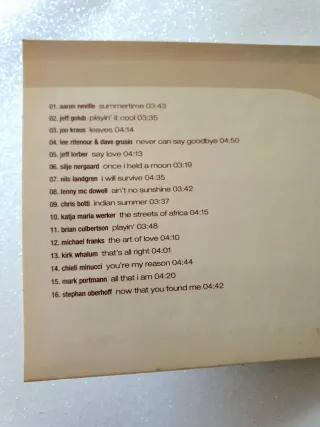 01. aaron neville summertime 03:43
02. jeff golub playin' it cool 03:35
03. joo kraus leaves 04:14
04. lee ritenour & dave grusin never can say goodbye 04:50
05. jeff lorber say love 04:13
06. silje nergaard once i held a moon 03:19
07. nils landgren i will survive 04:35
08. lenny mc dowell ain't no sunshine 03:42
09. chris botti indian summer 03:37
10. katja maria werker the streets of africa 04:15
11. brian culbertson playin' 03:48
12. michael franks the art of love 04:10
13. kirk whalum that's all right 04:01
14. chieli minucci you're my reason 04:44
15. mark portmann all that i am 04:20
16. stephan oberhoff now that you found me 04:42